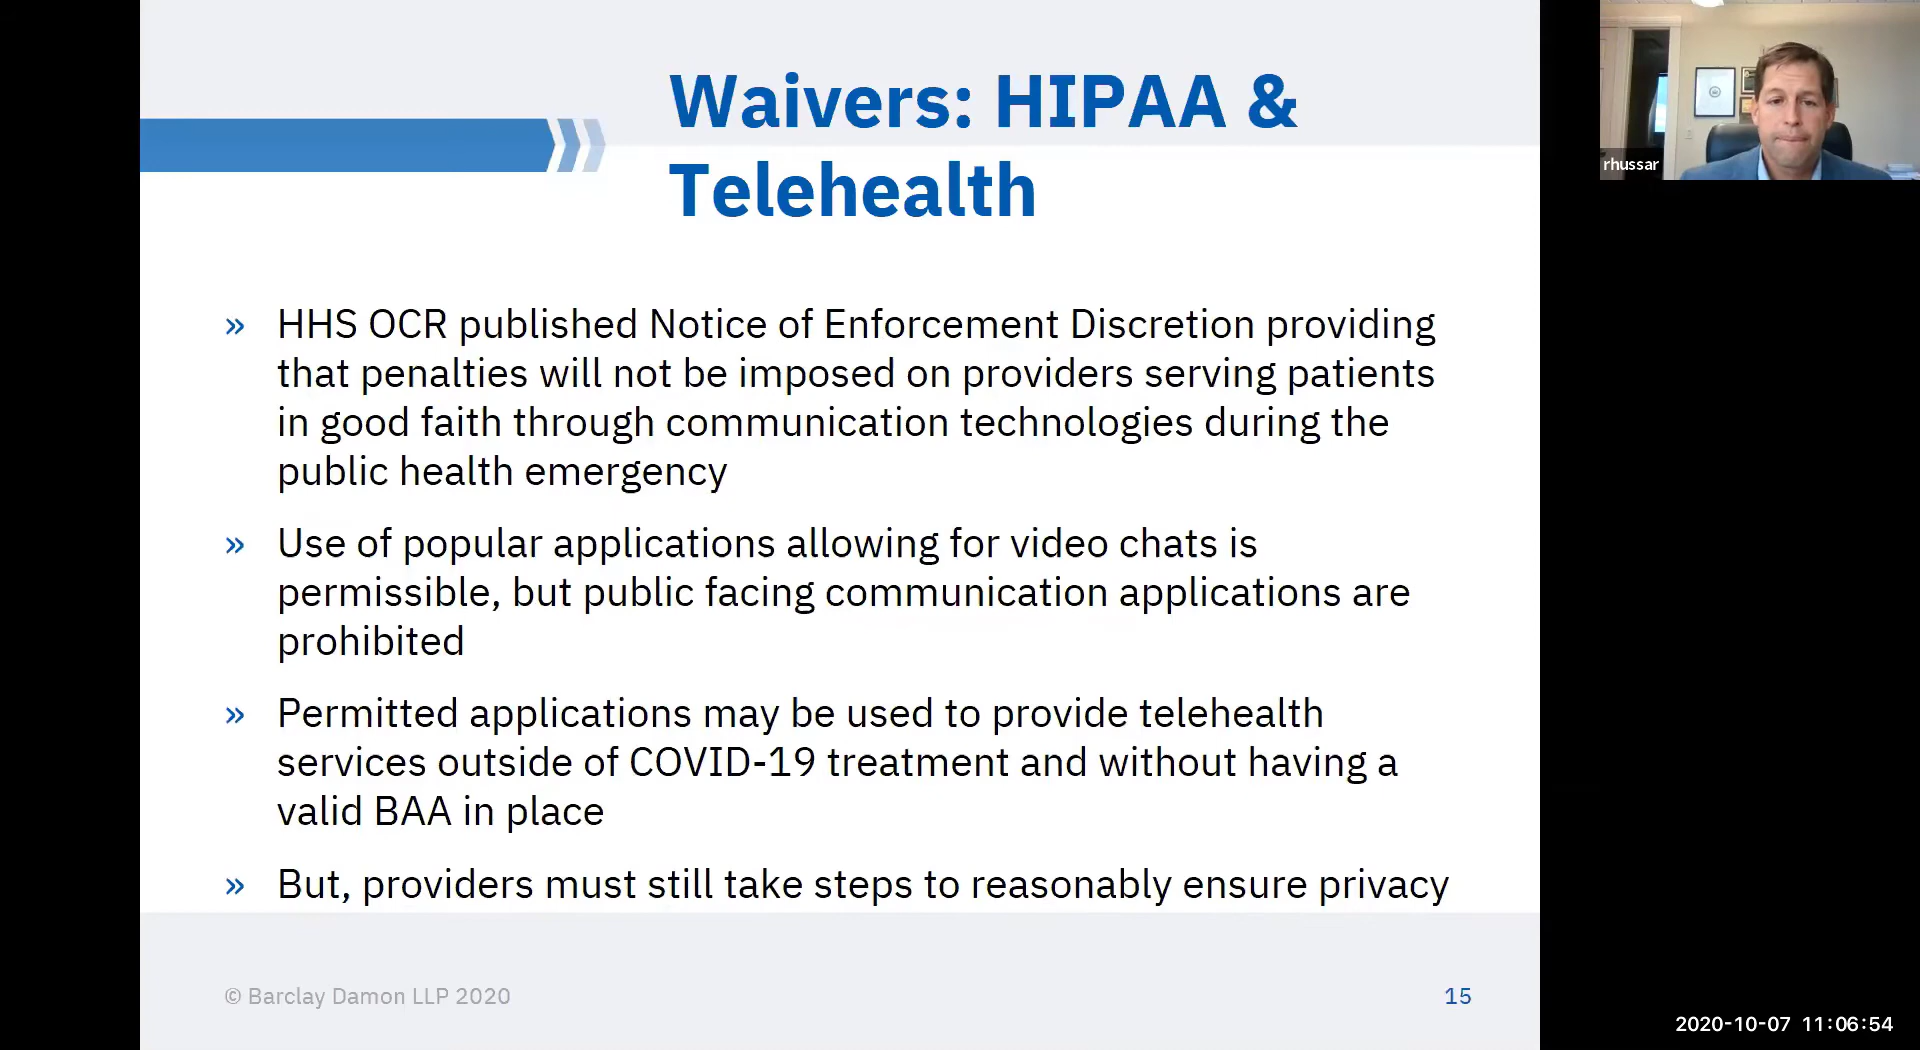 Waivers: HIPAA &
Telehealth
» HHS OCR published Notice of Enforcement Discretion providing
that penalties will not be imposed on providers serving patients
in good faith through communication technologies during the
public health emergency
» Use of popular applications allowing for video chats is
permissible, but public facing communication applications are
prohibited
» Permitted applications may be used to provide telehealth
services outside of COVID-19 treatment and without having a
valid BAA in place
» But, providers must still take steps to reasonably ensure privacy
© Barclay Damon LLP 2020
15
rhussar
2020-10-07 11:06:54